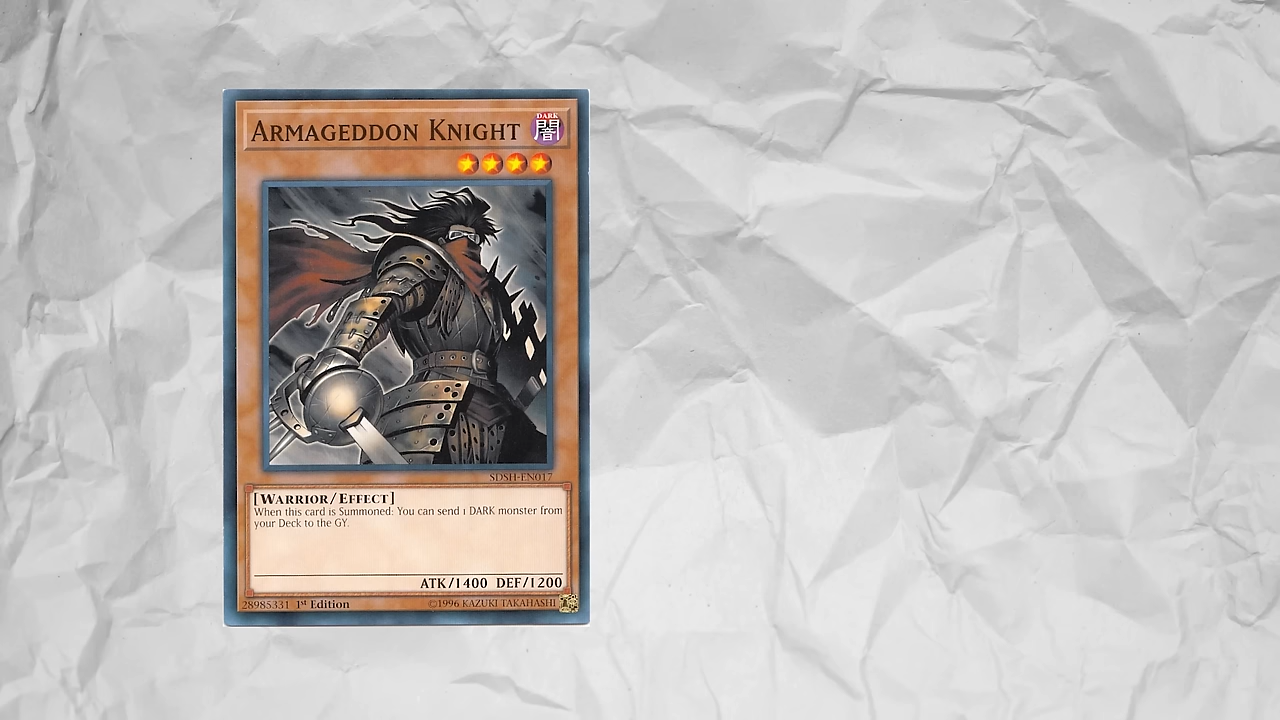 ARMAGEDDON KNIGHT
DARK
闇
SDSH-EN017
[WARRIOR/EFFECT]
When this card is Summoned: You can send 1 DARK monster from
your Deck to the GY.
ATK/1400 DEF/1200
28985331 1st Edition ©1996 KAZUKI TAKAHASHI